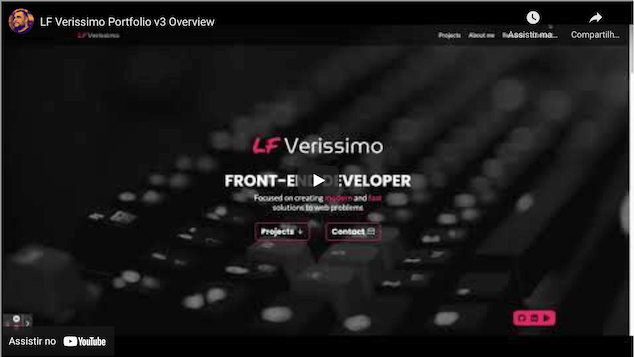 LF Verissimo Portfolio v3 Overview
Assistir ma...
Compartilh...
LF Verissimo
Projects About me
LF Verissimo
FRONT-END DEVELOPER
Focused on creating modern and fast
solutions to web problems
Projects
Contact
Assistir no YouTube